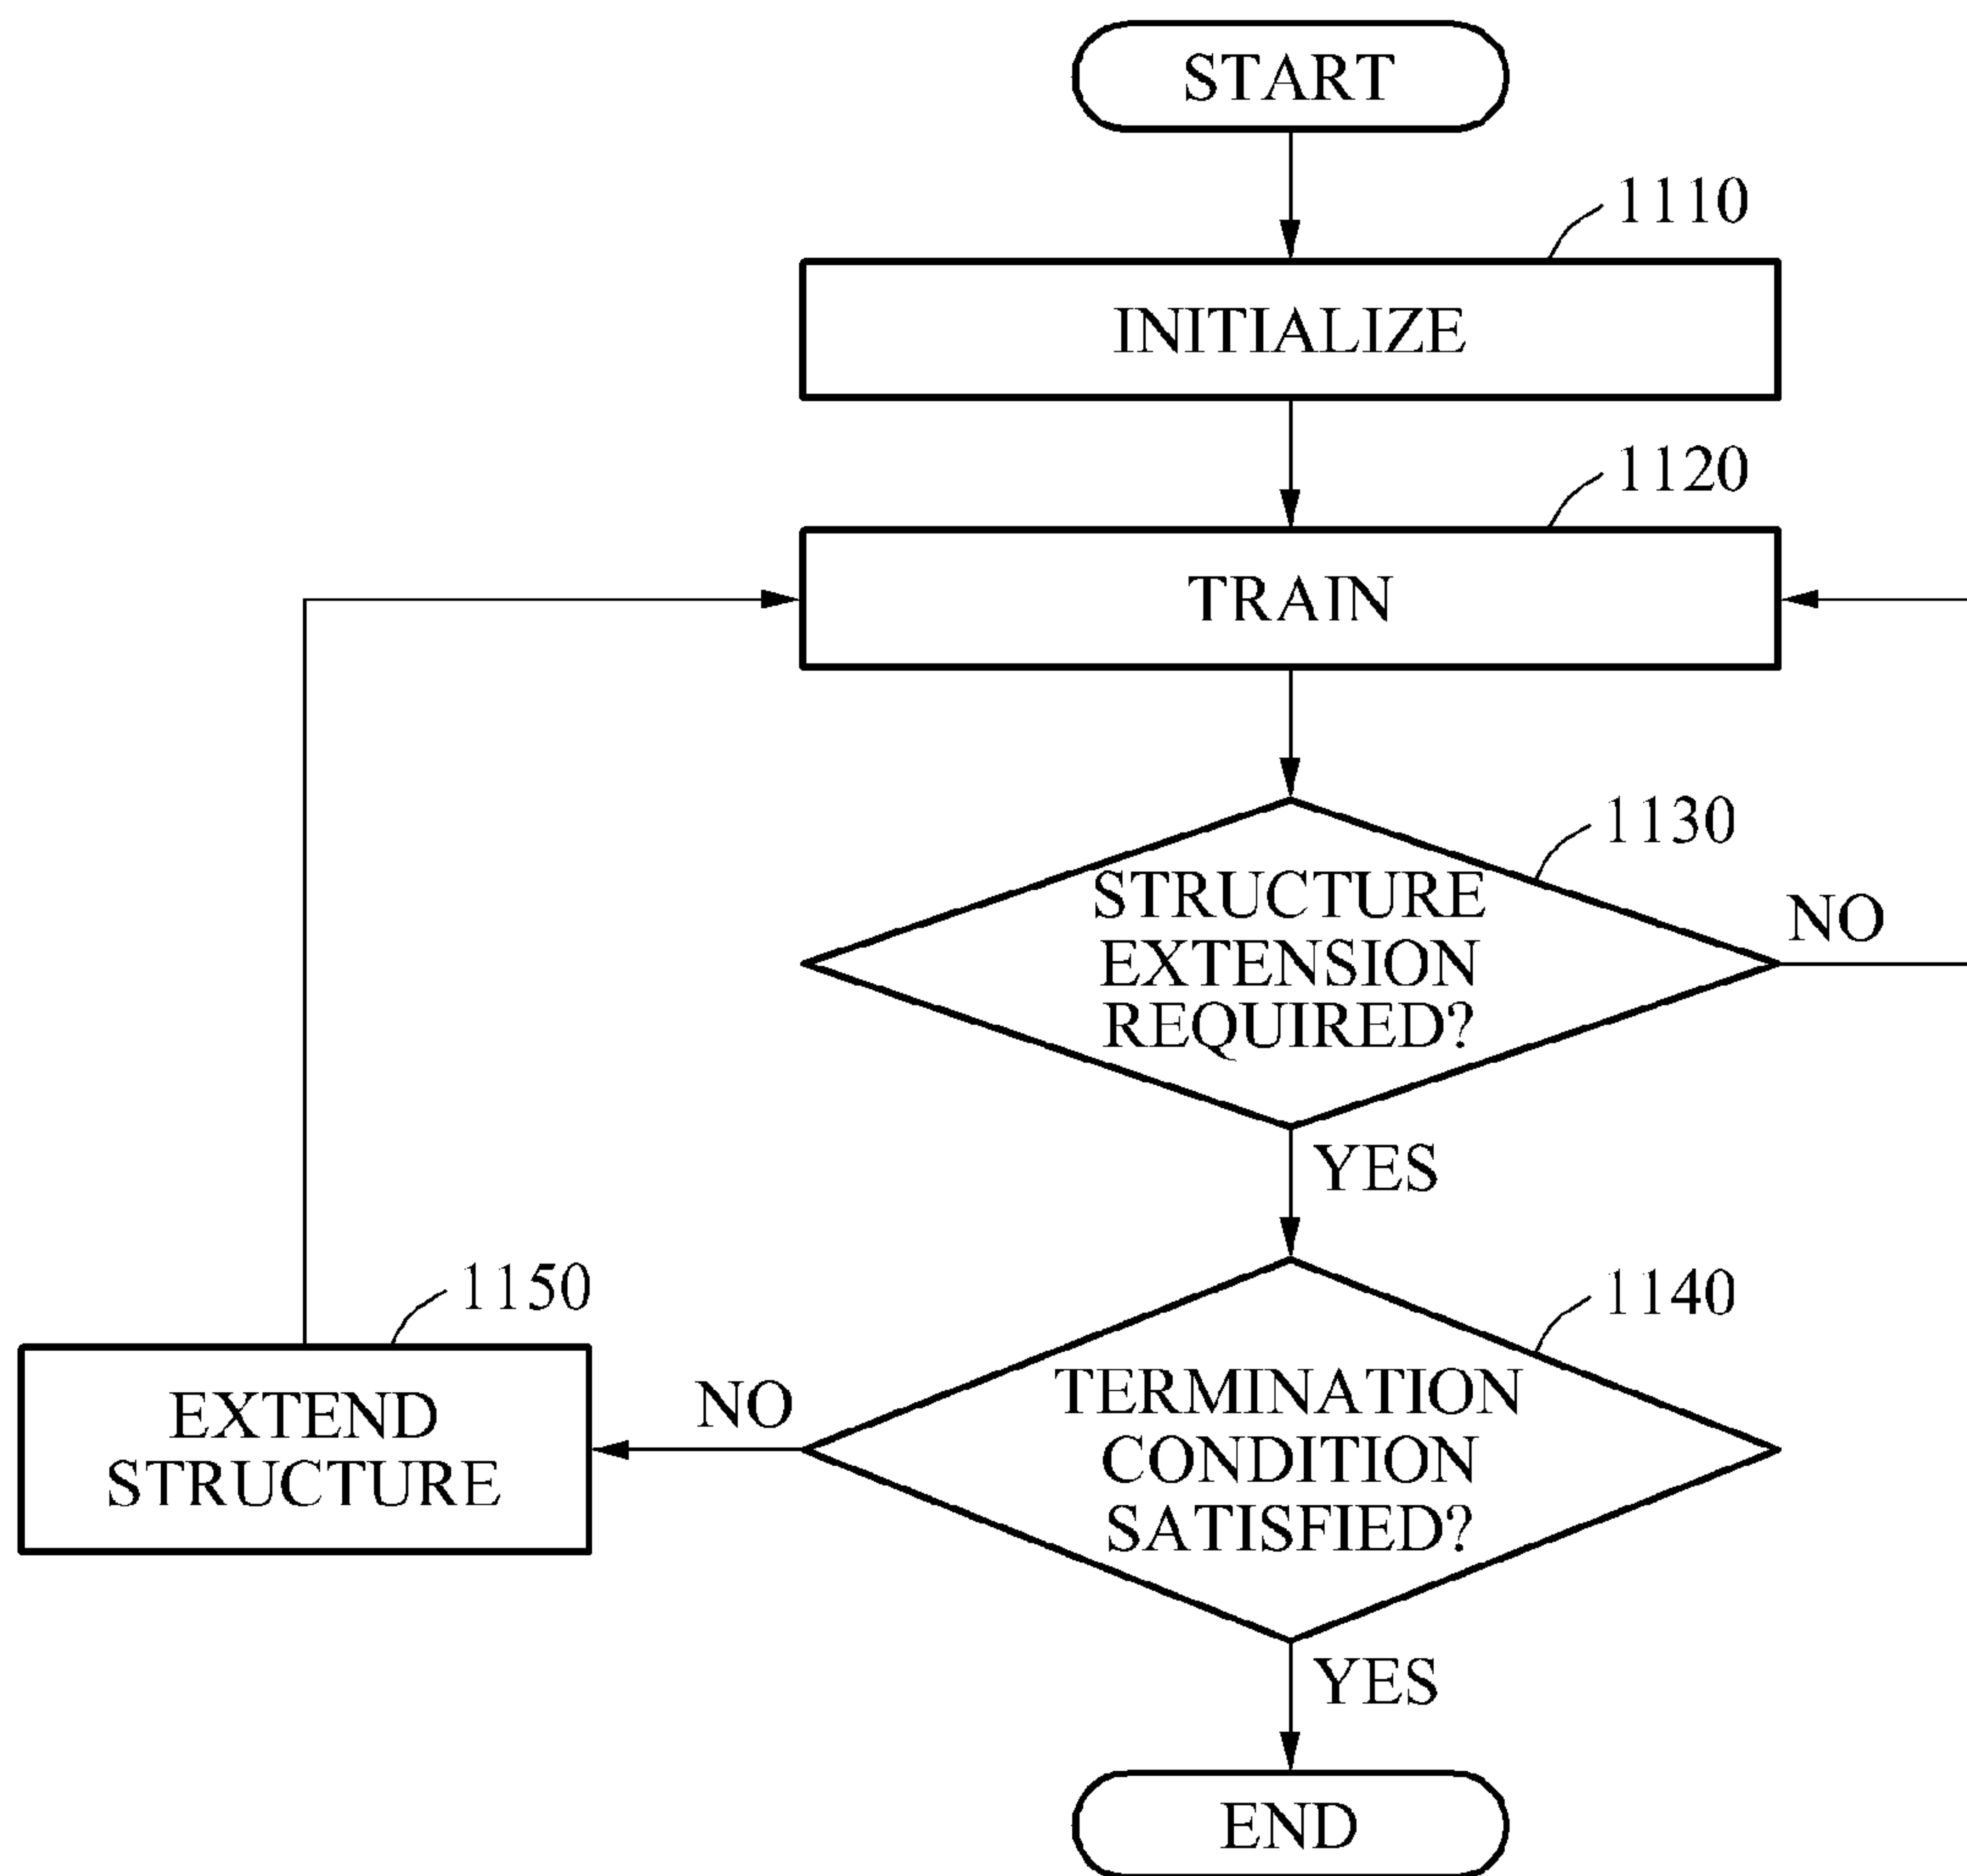 START
1110
INITIALIZE
1120
TRAIN
1130
STRUCTURE
EXTENSION
REQUIRED?
NO
YES
1140
TERMINATION
CONDITION
SATISFIED?
NO
1150
EXTEND
STRUCTURE
YES
END